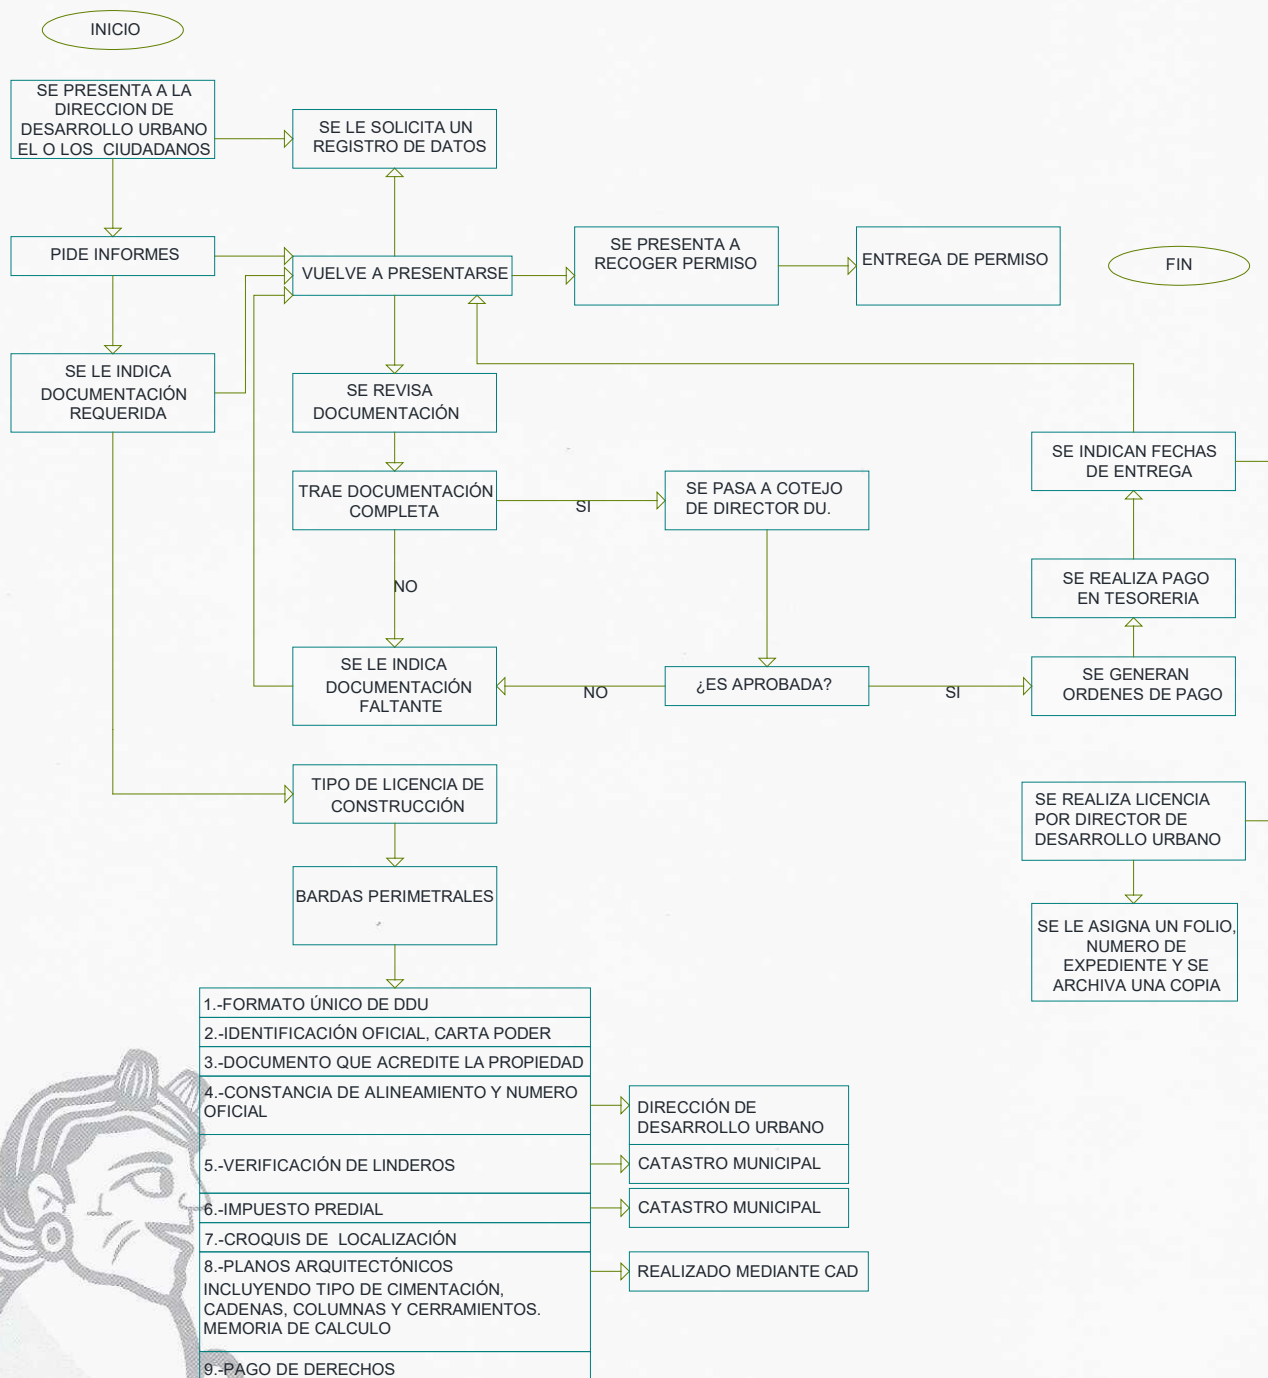 INICIO
SE PRESENTA A LA
DIRECCION DE
DESARROLLO URBANO
EL O LOS CIUDADANOS
SE LE SOLICITA UN
REGISTRO DE DATOS
PIDE INFORMES
VUELVE A PRESENTARSE
SE PRESENTA A
RECOGER PERMISO
ENTREGA DE PERMISO
FIN
SE LE INDICA
DOCUMENTACIÓN
REQUERIDA
SE REVISA
DOCUMENTACIÓN
SE INDICAN FECHAS
DE ENTREGA
TRAE DOCUMENTACIÓN
COMPLETA
SI
SE PASA A COTEJO
DE DIRECTOR DU.
NO
SE REALIZA PAGO
EN TESORERIA
SE LE INDICA
DOCUMENTACIÓN
FALTANTE
NO
¿ES APROBADA?
SI
SE GENERAN
ORDENES DE PAGO
TIPO DE LICENCIA DE
CONSTRUCCIÓN
SE REALIZA LICENCIA
POR DIRECTOR DE
DESARROLLO URBANO
BARDAS PERIMETRALES
SE LE ASIGNA UN FOLIO,
NUMERO DE
EXPEDIENTE Y SE
ARCHIVA UNA COPIA
1.-FORMATO ÚNICO DE DDU
2.-IDENTIFICACIÓN OFICIAL, CARTA PODER
3.-DOCUMENTO QUE ACREDITE LA PROPIEDAD
4.-CONSTANCIA DE ALINEAMIENTO Y NUMERO
OFICIAL
DIRECCIÓN DE
DESARROLLO URBANO
5.-VERIFICACIÓN DE LINDEROS
CATASTRO MUNICIPAL
6.-IMPUESTO PREDIAL
CATASTRO MUNICIPAL
7.-CROQUIS DE LOCALIZACIÓN
8.-PLANOS ARQUITECTÓNICOS
INCLUYENDO TIPO DE CIMENTACIÓN,
CADENAS, COLUMNAS Y CERRAMIENTOS.
MEMORIA DE CALCULO
REALIZADO MEDIANTE CAD
9.-PAGO DE DERECHOS